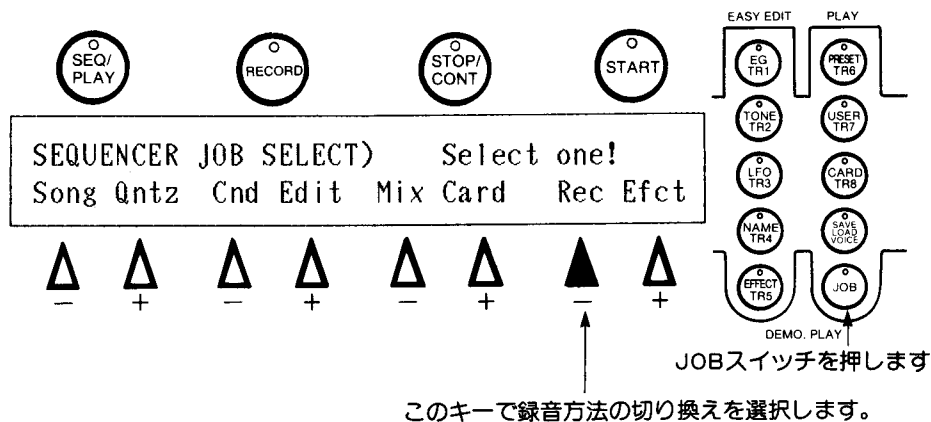 EASY EDIT PLAY
SEQ/
PLAY
RECORD
STOP/
CONT
START
EG
TR1
PRESET
TR6
TONE
TR2
USER
TR7
SEQUENCER JOB SELECT) Select one!
Song Qntz Cnd Edit Mix Card Rec Efct
LFO
TR3
CARD
TR8
NAME
TR4
SAVE
LOAD
VOICE
EFFECT
TR5
JOB
− + − + − + − +
DEMO. PLAY
JOBスイッチを押します
このキーで録音方法の切り換えを選択します。